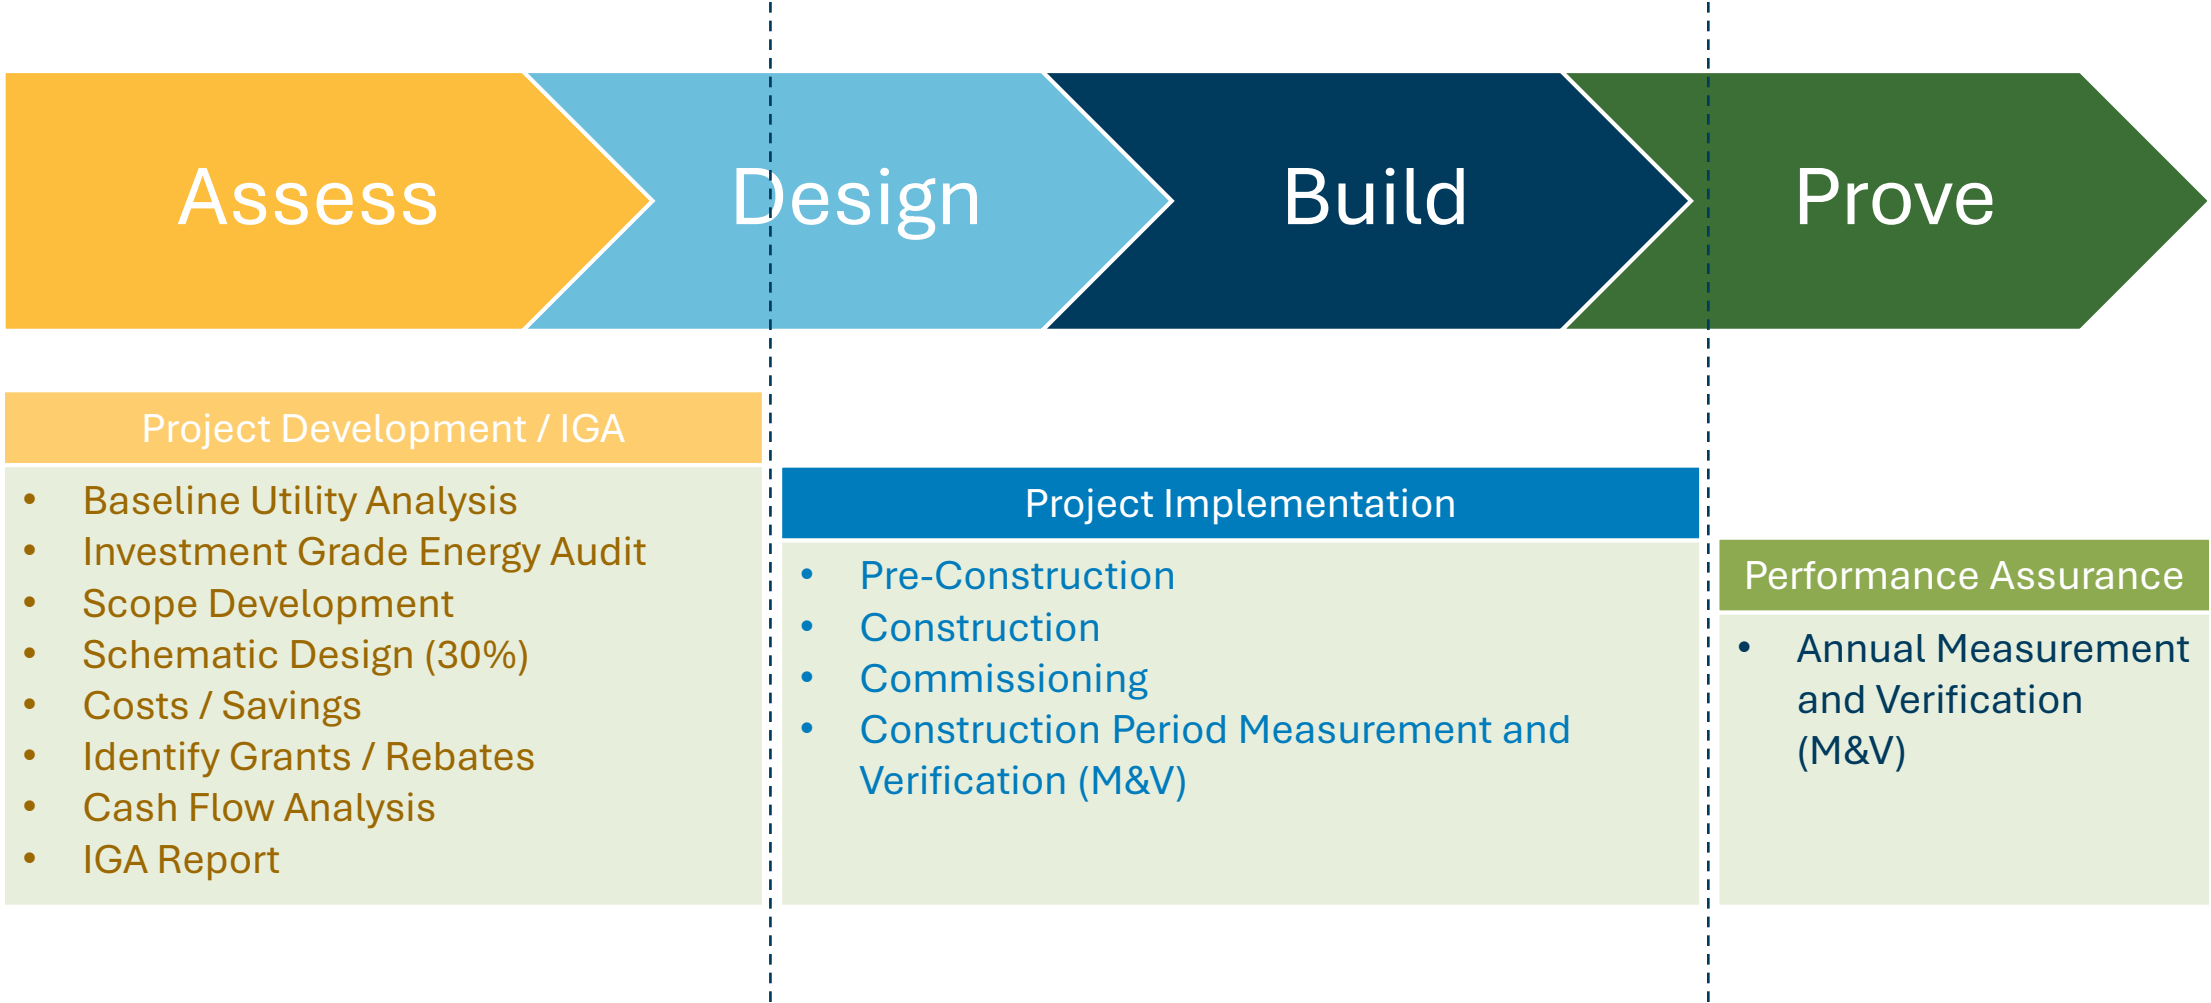 Assess
Design
Build
Prove
Project Development / IGA
• Baseline Utility Analysis
• Investment Grade Energy Audit
• Scope Development
• Schematic Design (30%)
• Costs / Savings
• Identify Grants / Rebates
• Cash Flow Analysis
• IGA Report
Project Implementation
• Pre-Construction
• Construction
• Commissioning
• Construction Period Measurement and
Verification (M&V)
Performance Assurance
• Annual Measurement
and Verification
(M&V)